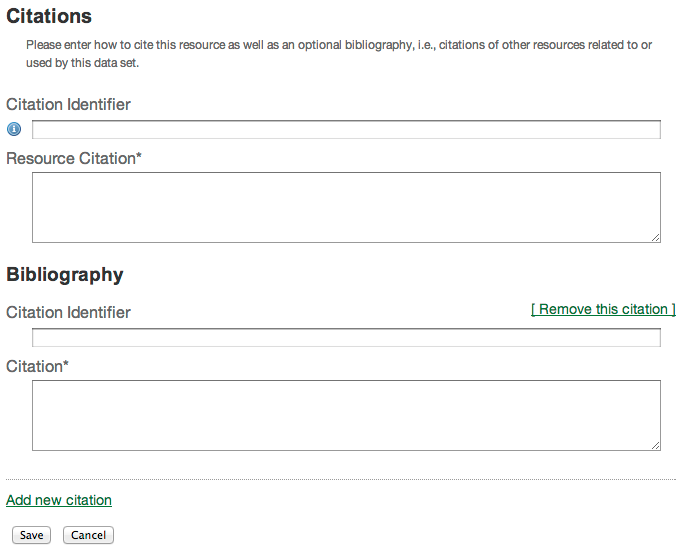 Citations
Please enter how to cite this resource as well as an optional bibliography, i.e., citations of other resources related to or
used by this data set.
Citation Identifier
Resource Citation*
Bibliography
Citation Identifier
[ Remove this citation ]
Citation*
Add new citation
Save Cancel